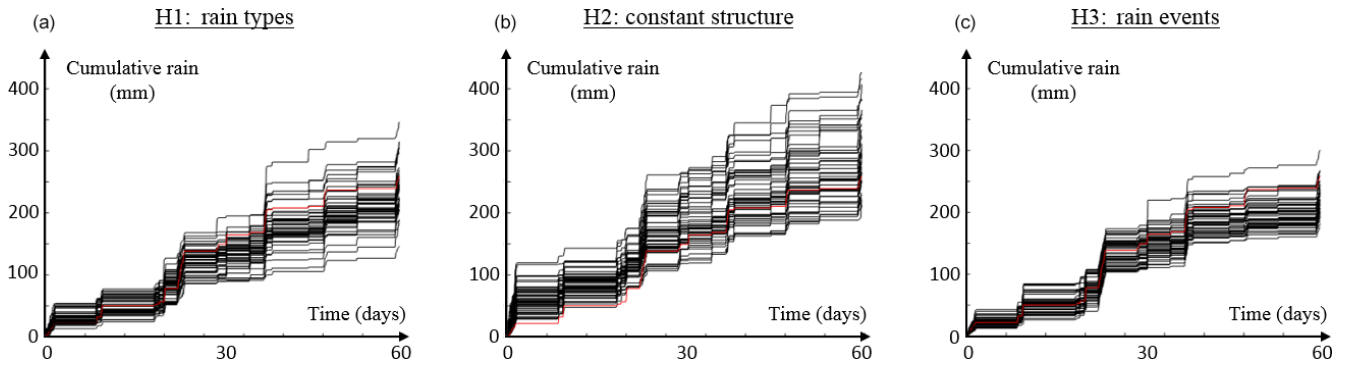 (a)
H1: rain types
Cumulative rain
(mm)
400
300
200
100
0
Time (days)
0
30
60
(b)
H2: constant structure
Cumulative rain
(mm)
400
300
200
100
0
Time (days)
0
30
60
(c)
H3: rain events
Cumulative rain
(mm)
400
300
200
100
0
Time (days)
0
30
60